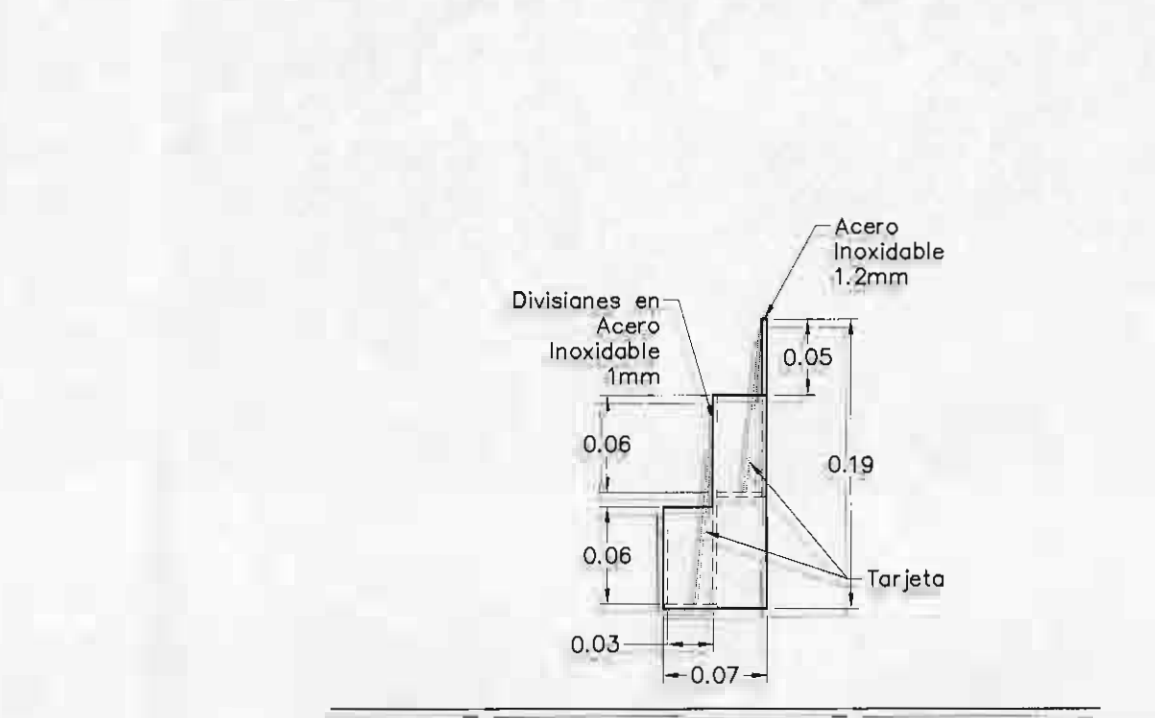 Acero
Inoxidable
1.2mm
Divisianes en
Acero
Inoxidable
1mm
0.05
0.06
0.19
0.06
Tarjeta
0.03
0.07